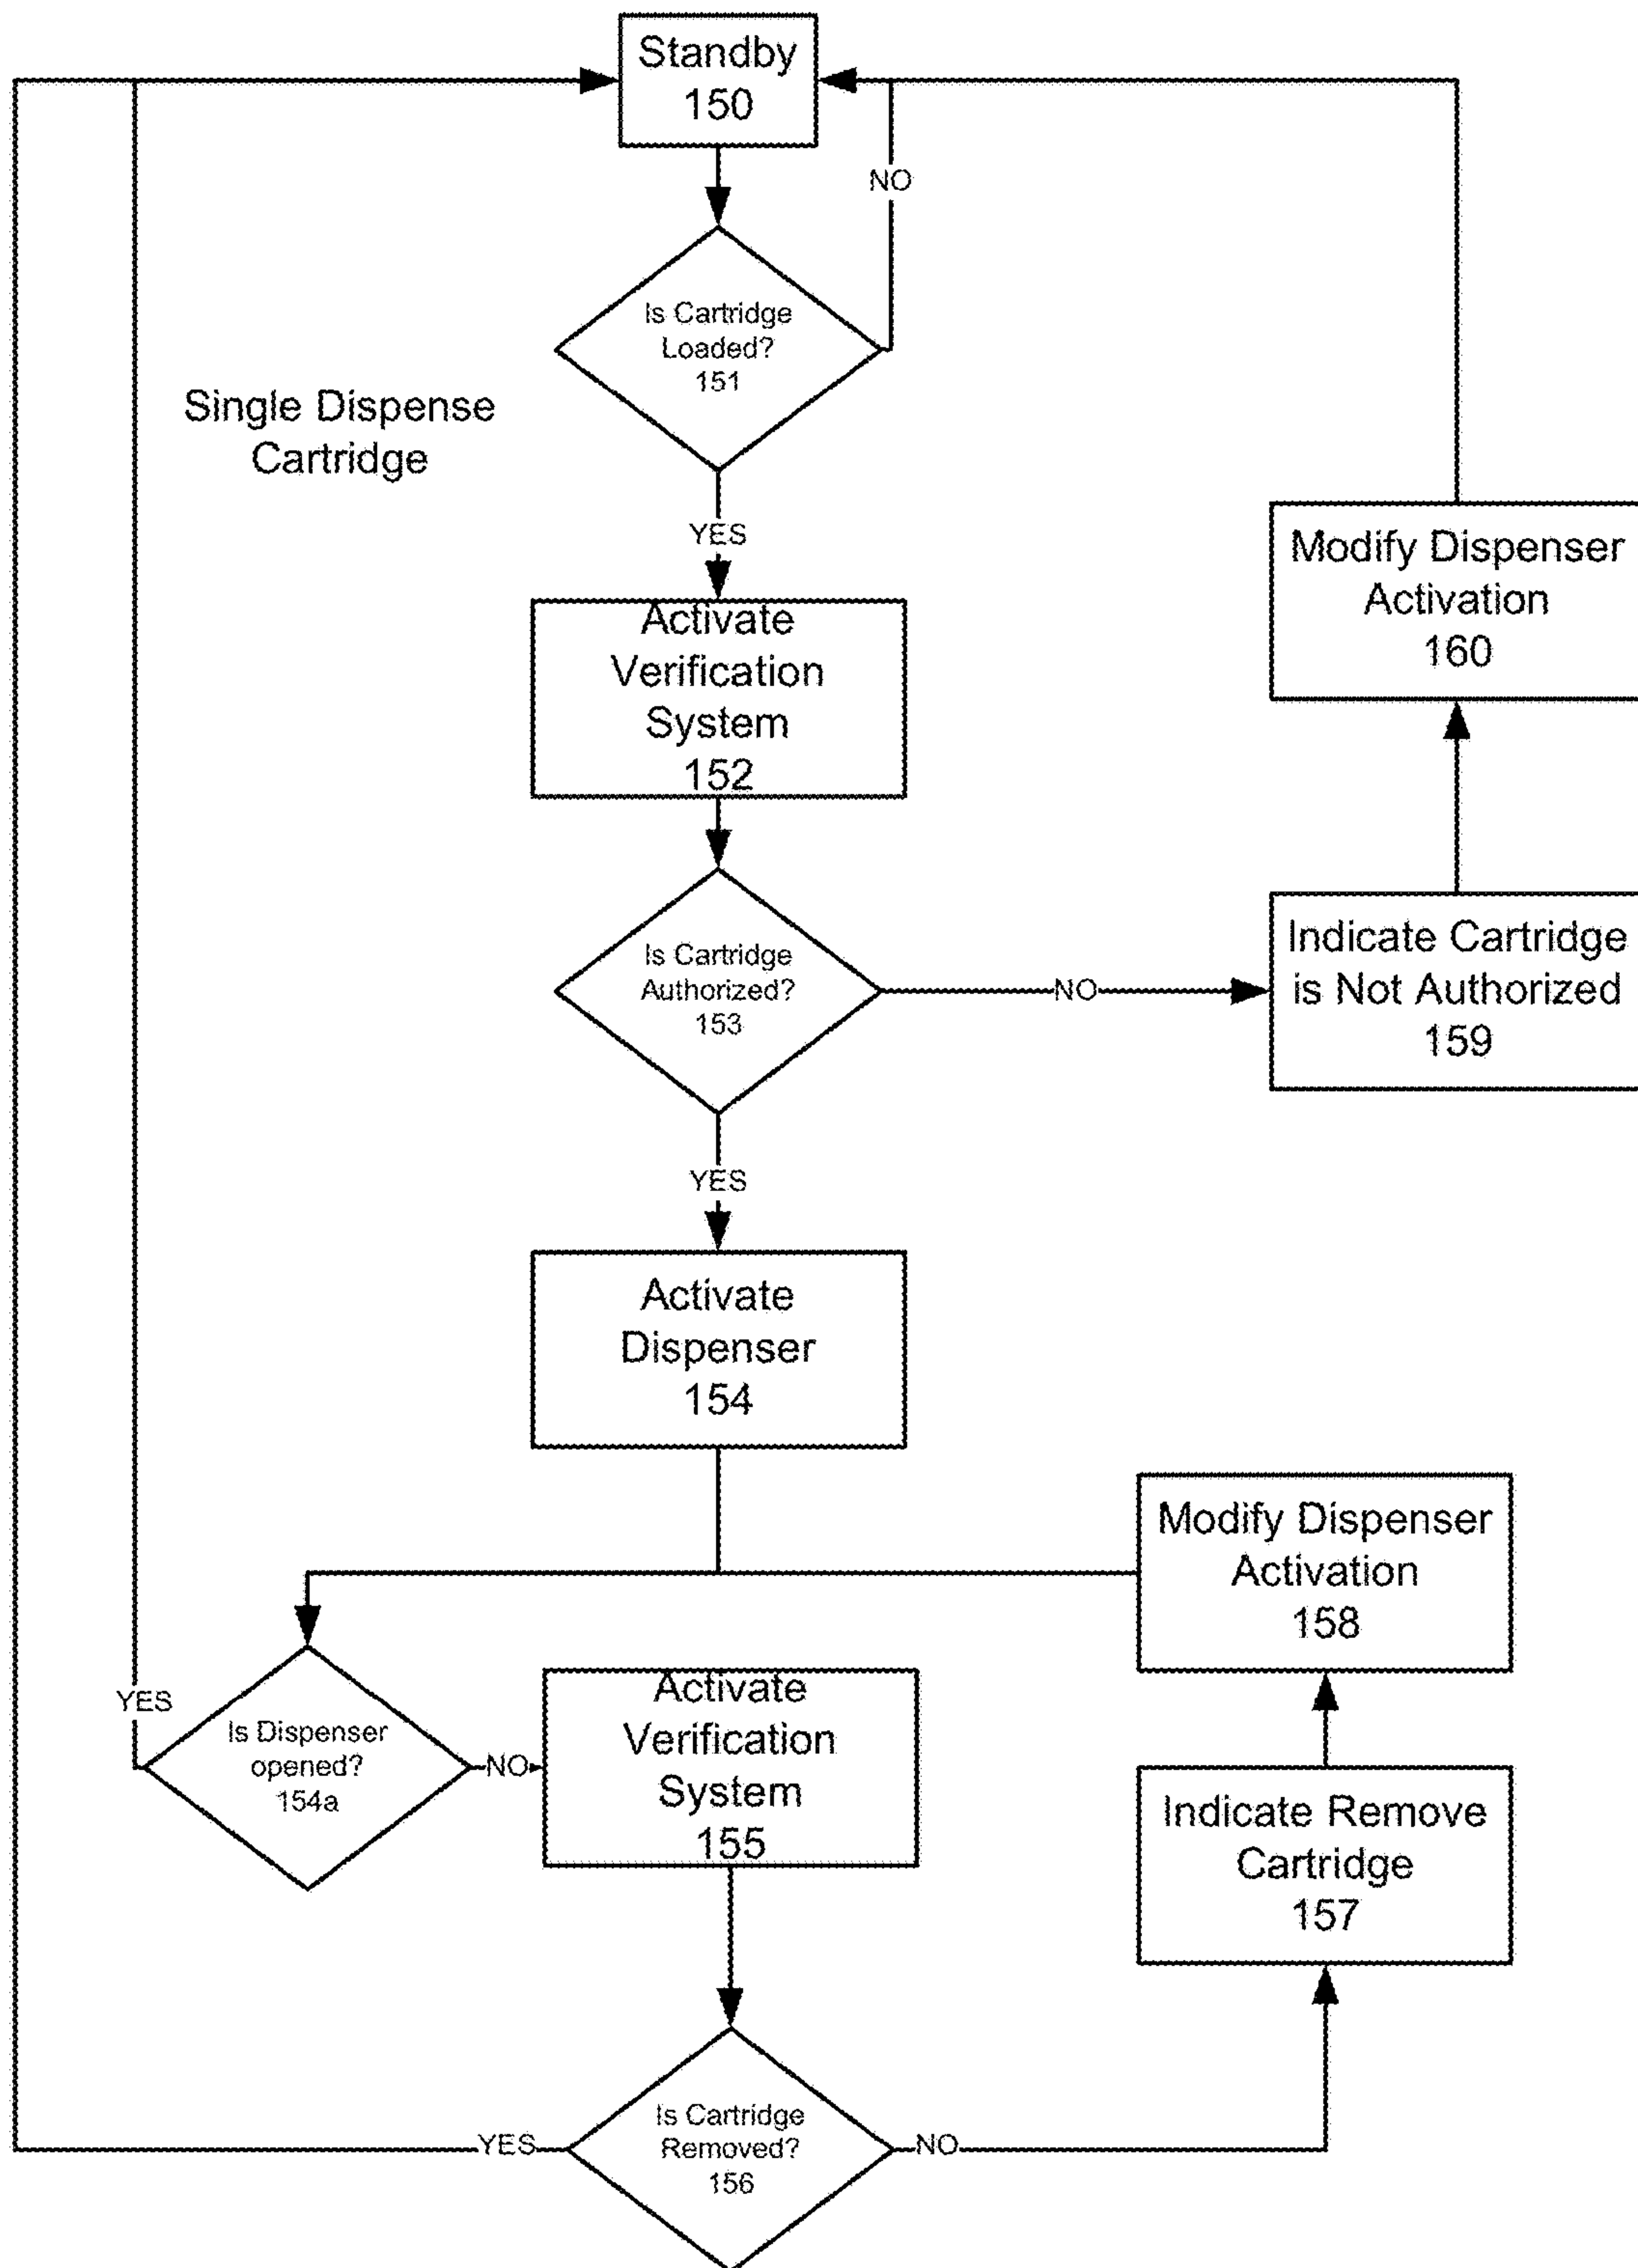 Standby
150
NO
Is Cartridge
Loaded?
151
Single Dispense
Cartridge
YES
Modify Dispenser
Activation
160
Activate
Verification
System
152
Is Cartridge
Authorized?
153
NO
Indicate Cartridge
is Not Authorized
159
YES
Activate
Dispenser
154
Modify Dispenser
Activation
158
YES
Is Dispenser
opened?
154a
NO
Activate
Verification
System
155
Indicate Remove
Cartridge
157
YES
Is Cartridge
Removed?
156
NO